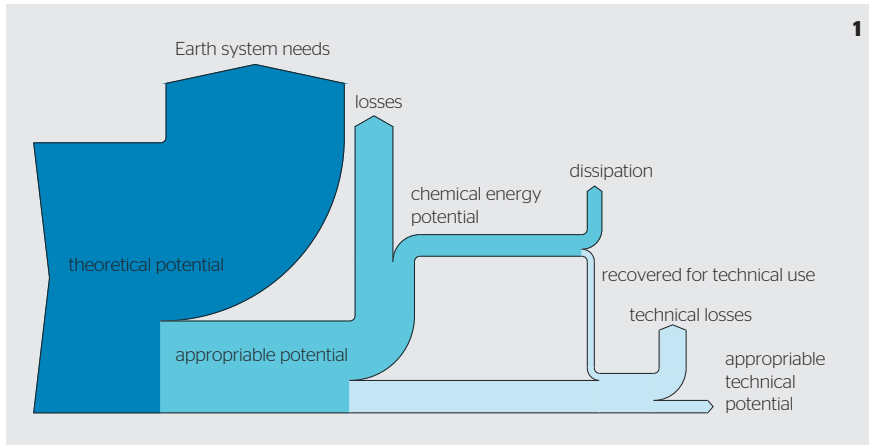 1
Earth system needs
losses
dissipation
chemical energy
potential
theoretical potential
recovered for technical use
technical losses
appropriable potential
appropriable
technical
potential